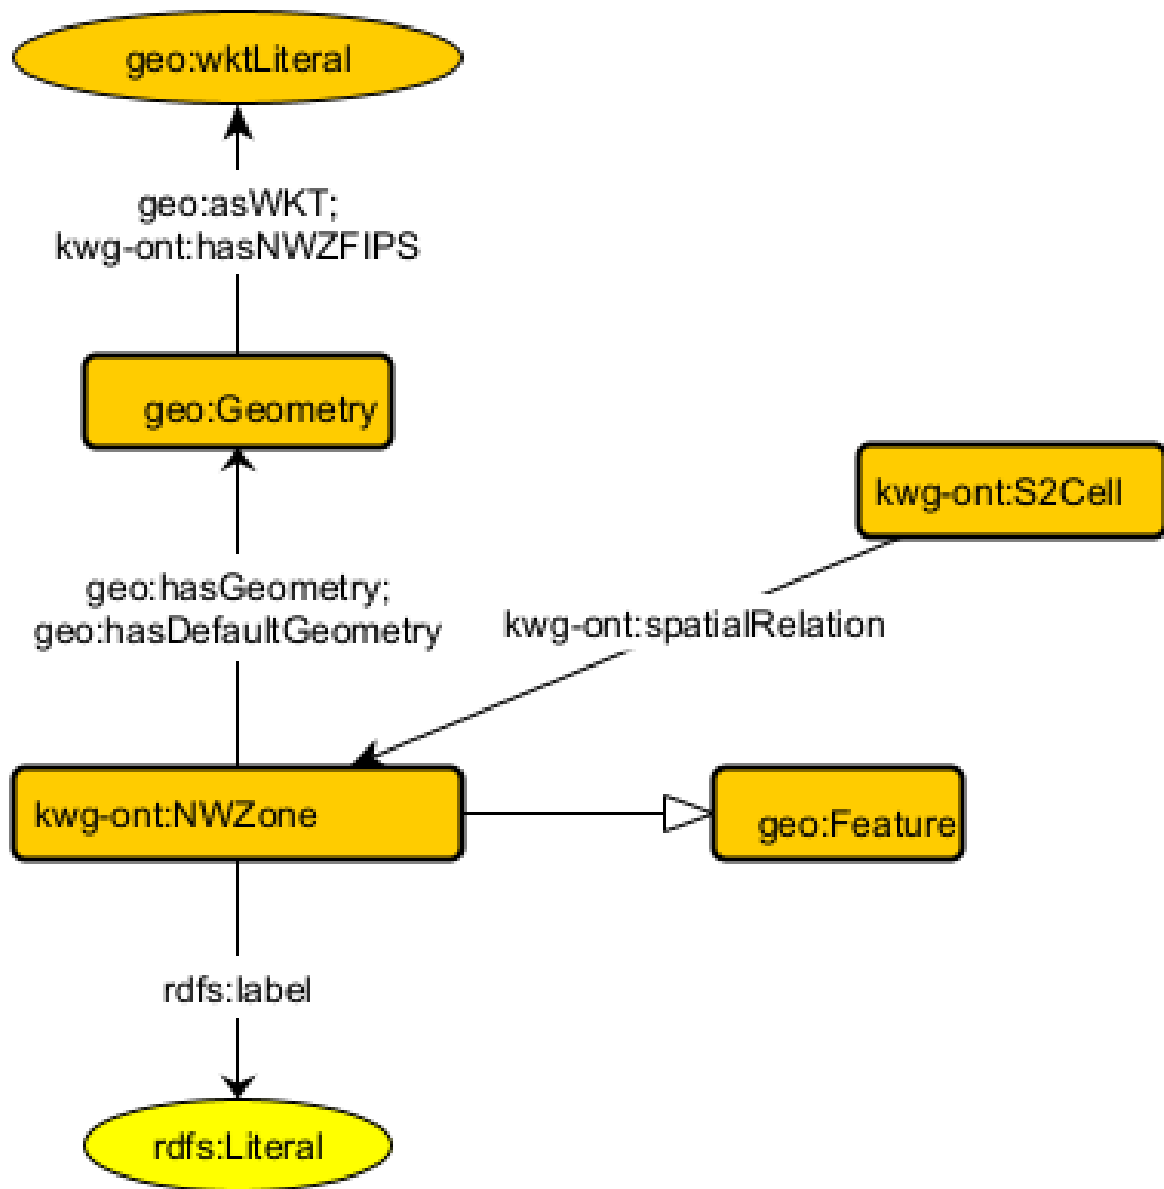 geo:wktLiteral
geo:asWKT;
kwg-ont:hasNWZFIPS
geo:Geometry
kwg-ont:S2Cell
geo:hasGeometry;
geo:hasDefaultGeometry
kwg-ont:spatialRelation
kwg-ont:NWZone
geo:Feature
rdfs:label
rdfs:Literal